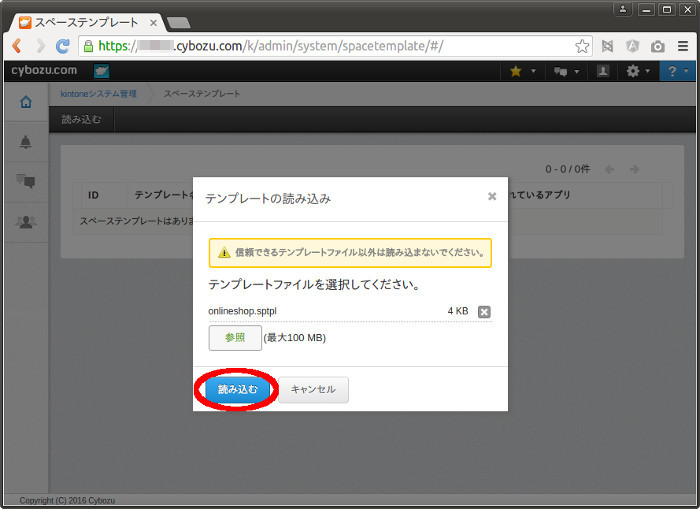 スペーステンプレート
https://
.cybozu.com/k/admin/system/spacetemplate/#/
cybozu.com
kintoneシステム管理
スペーステンプレート
読み込む
0 - 0 / 0件
ID
テンプレート
れているアプリ
スペーステンプレートはありま
テンプレートの読み込み
信頼できるテンプレートファイル以外は読み込まないでください。
テンプレートファイルを選択してください。
onlineshop.sptpl
4 KB
参照
(最大100 MB)
読み込む
キャンセル
Copyright (C) 2016 Cybozu